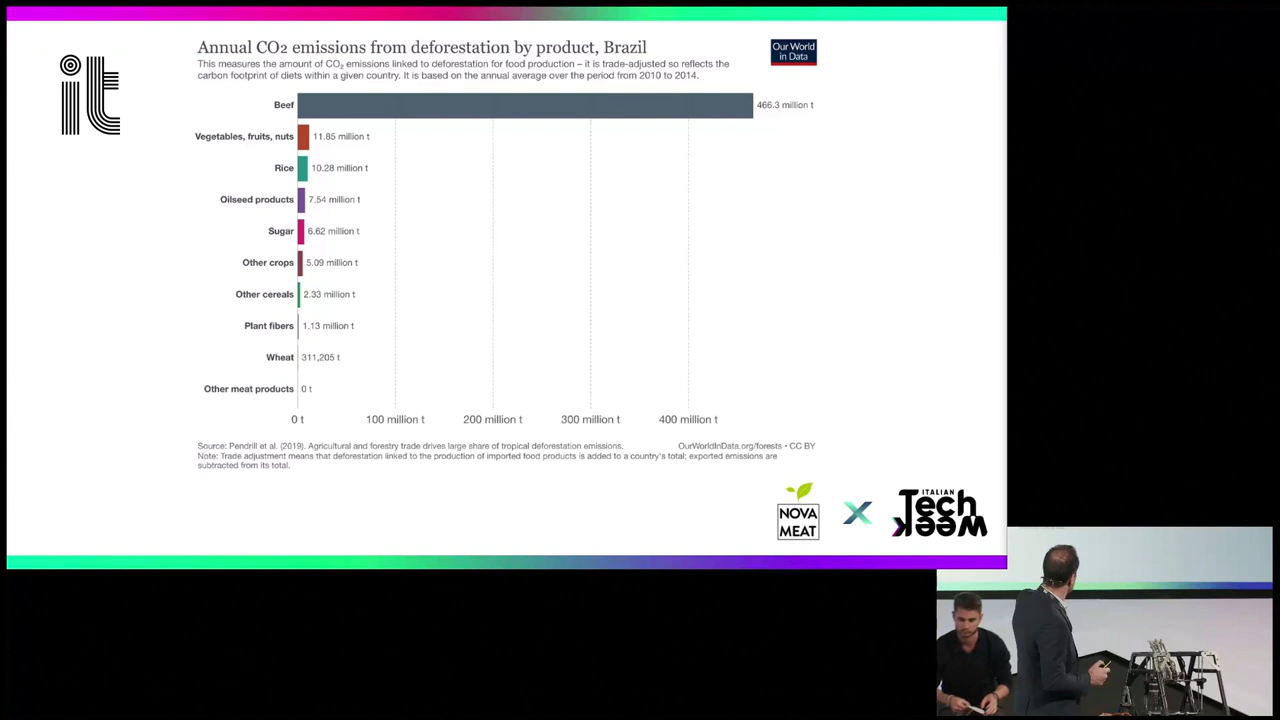 it
Annual CO₂ emissions from deforestation by product, Brazil
Our World
in Data
This measures the amount of CO₂ emissions linked to deforestation for food production – it is trade-adjusted so reflects the
carbon footprint of diets within a given country. It is based on the annual average over the period from 2010 to 2014.
Beef 466.3 million t
Vegetables, fruits, nuts 11.85 million t
Rice 10.28 million t
Oilseed products 7.54 million t
Sugar 6.62 million t
Other crops 5.09 million t
Other cereals 2.33 million t
Plant fibers 1.13 million t
Wheat 311,205 t
Other meat products 0 t
0 t 100 million t 200 million t 300 million t 400 million t
Source: Pendrill et al. (2019). Agricultural and forestry trade drives large share of tropical deforestation emissions. OurWorldInData.org/forests • CC BY
Note: Trade adjustment means that deforestation linked to the production of imported food products is added to a country's total; exported emissions are
subtracted from its total.
NOVA
MEAT
X
ITALIAN
Tech
Week